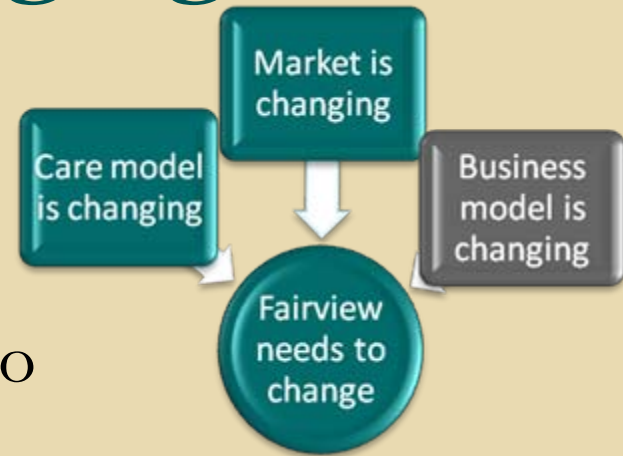 Market is
changing
Care model
is changing
Business
model is
changing
Fairview
needs to
change